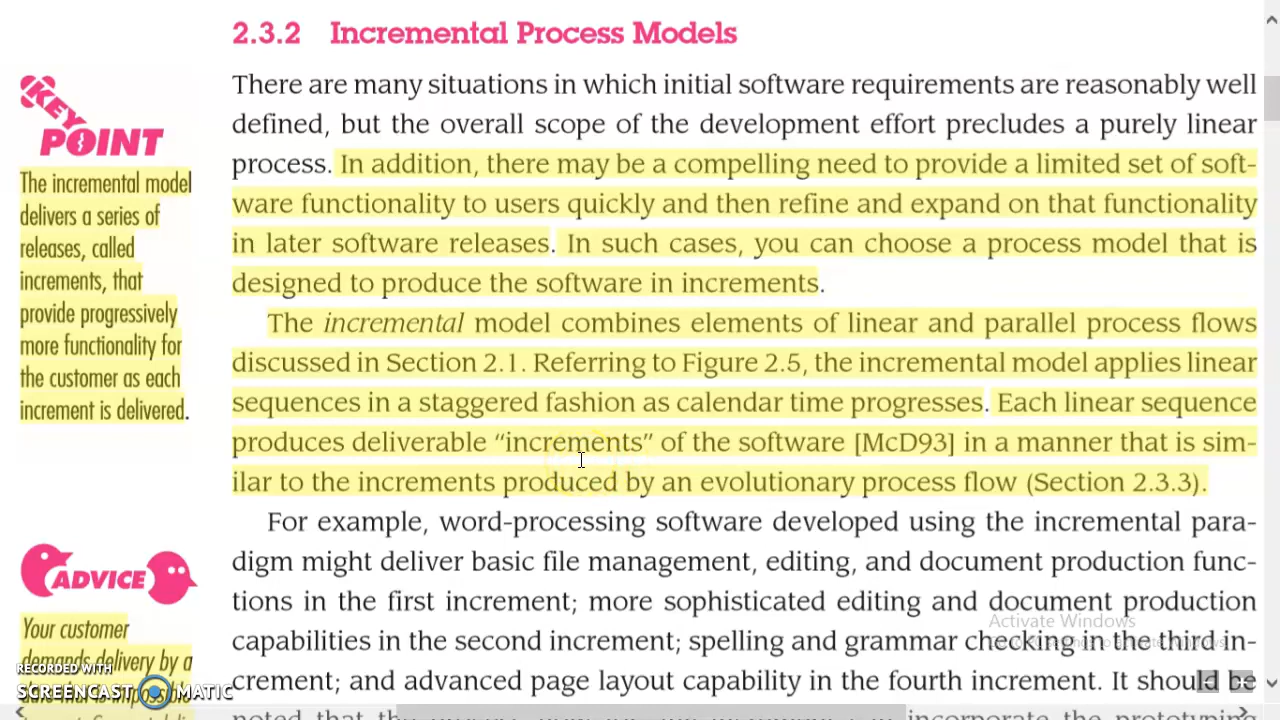 2.3.2 Incremental Process Models
There are many situations in which initial software requirements are reasonably well
defined, but the overall scope of the development effort precludes a purely linear
process. In addition, there may be a compelling need to provide a limited set of soft-
ware functionality to users quickly and then refine and expand on that functionality
in later software releases. In such cases, you can choose a process model that is
designed to produce the software in increments.
The incremental model combines elements of linear and parallel process flows
discussed in Section 2.1. Referring to Figure 2.5, the incremental model applies linear
sequences in a staggered fashion as calendar time progresses. Each linear sequence
produces deliverable “increments” of the software [McD93] in a manner that is sim-
ilar to the increments produced by an evolutionary process flow (Section 2.3.3).
For example, word-processing software developed using the incremental para-
digm might deliver basic file management, editing, and document production func-
tions in the first increment; more sophisticated editing and document production
capabilities in the second increment; spelling and grammar checking in the third in-
crement; and advanced page layout capability in the fourth increment. It should be
noted that the
incorporate the prototyping
KEY
POINT
The incremental model
delivers a series of
releases, called
increments, that
provide progressively
more functionality for
the customer as each
increment is delivered.
ADVICE
Your customer
demands delivery by a
Activate Windows
RECORDED WITH
SCREENCAST MATIC